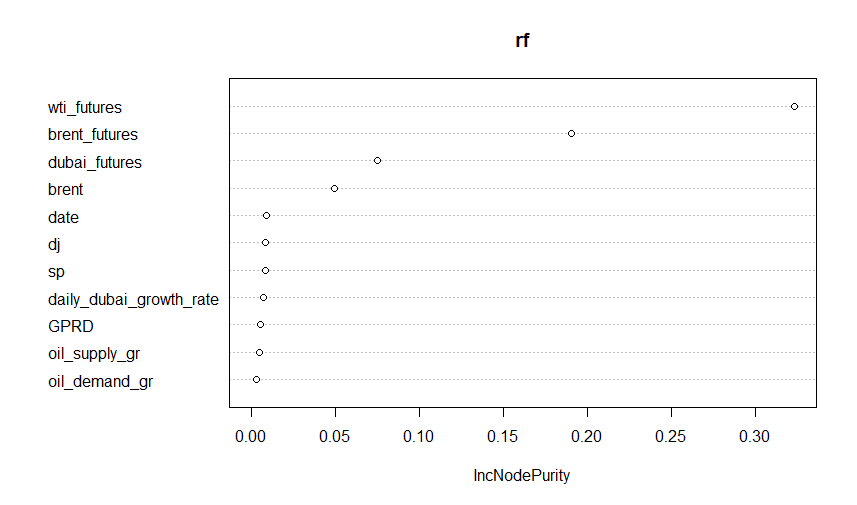 rf
wti_futures
brent_futures
dubai_futures
brent
date
dj
sp
daily_dubai_growth_rate
GPRD
oil_supply_gr
oil_demand_gr
0.00 0.05 0.10 0.15 0.20 0.25 0.30
IncNodePurity